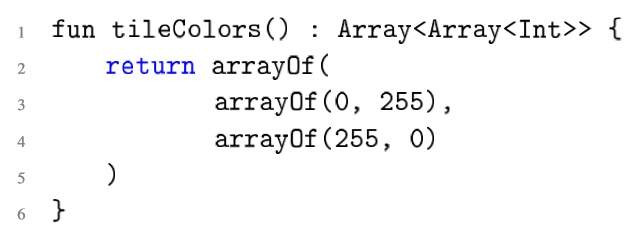 1 fun tileColors() : Array<Array<Int>> {
2     return arrayOf(
3             arrayOf(0, 255),
4             arrayOf(255, 0)
5     )
6 }